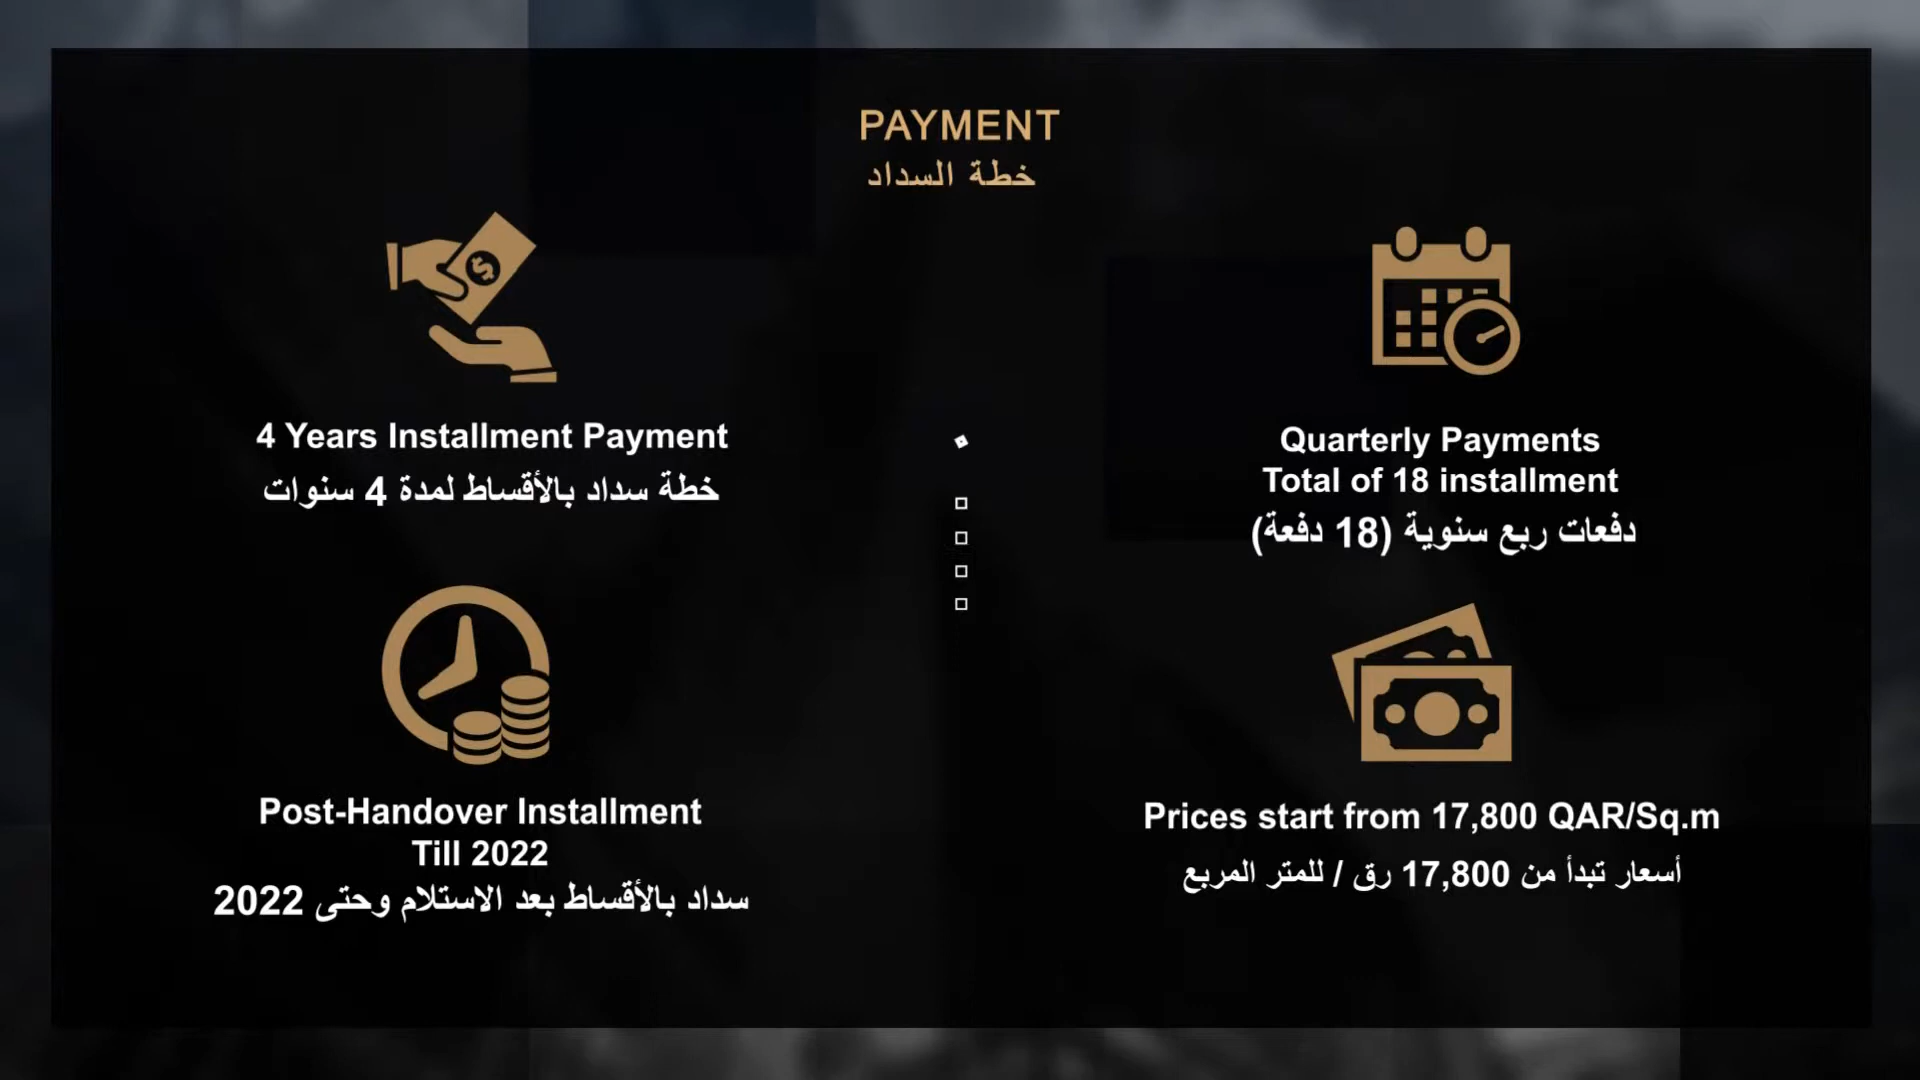 PAYMENT
خطة السداد
4 Years Installment Payment
خطة سداد بالأقساط لمدة 4 سنوات
Quarterly Payments
Total of 18 installment
دفعات ربع سنوية (18 دفعة)
Post-Handover Installment
Till 2022
سداد بالأقساط بعد الاستلام وحتى 2022
Prices start from 17,800 QAR/Sq.m
أسعار تبدأ من 17,800 رق / للمتر المربع